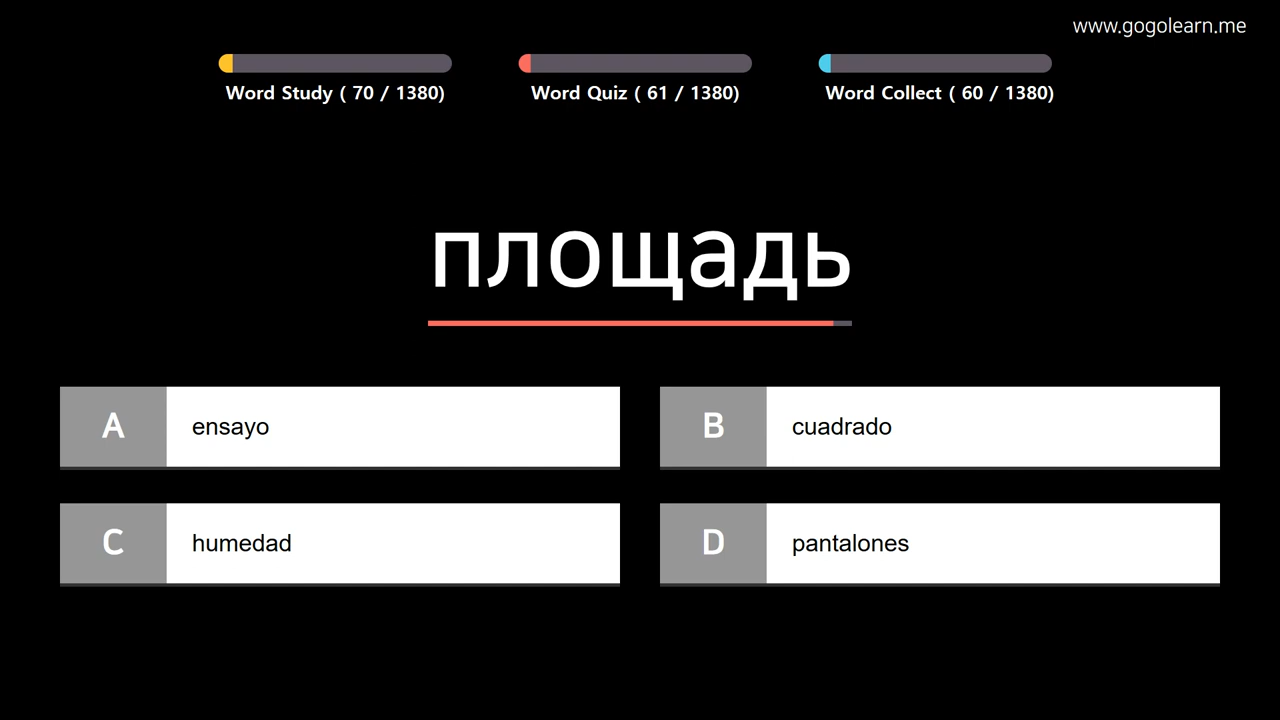 www.gogolearn.me
Word Study ( 70 / 1380)
Word Quiz ( 61 / 1380)
Word Collect ( 60 / 1380)
площадь
A ensayo
B cuadrado
C humedad
D pantalones